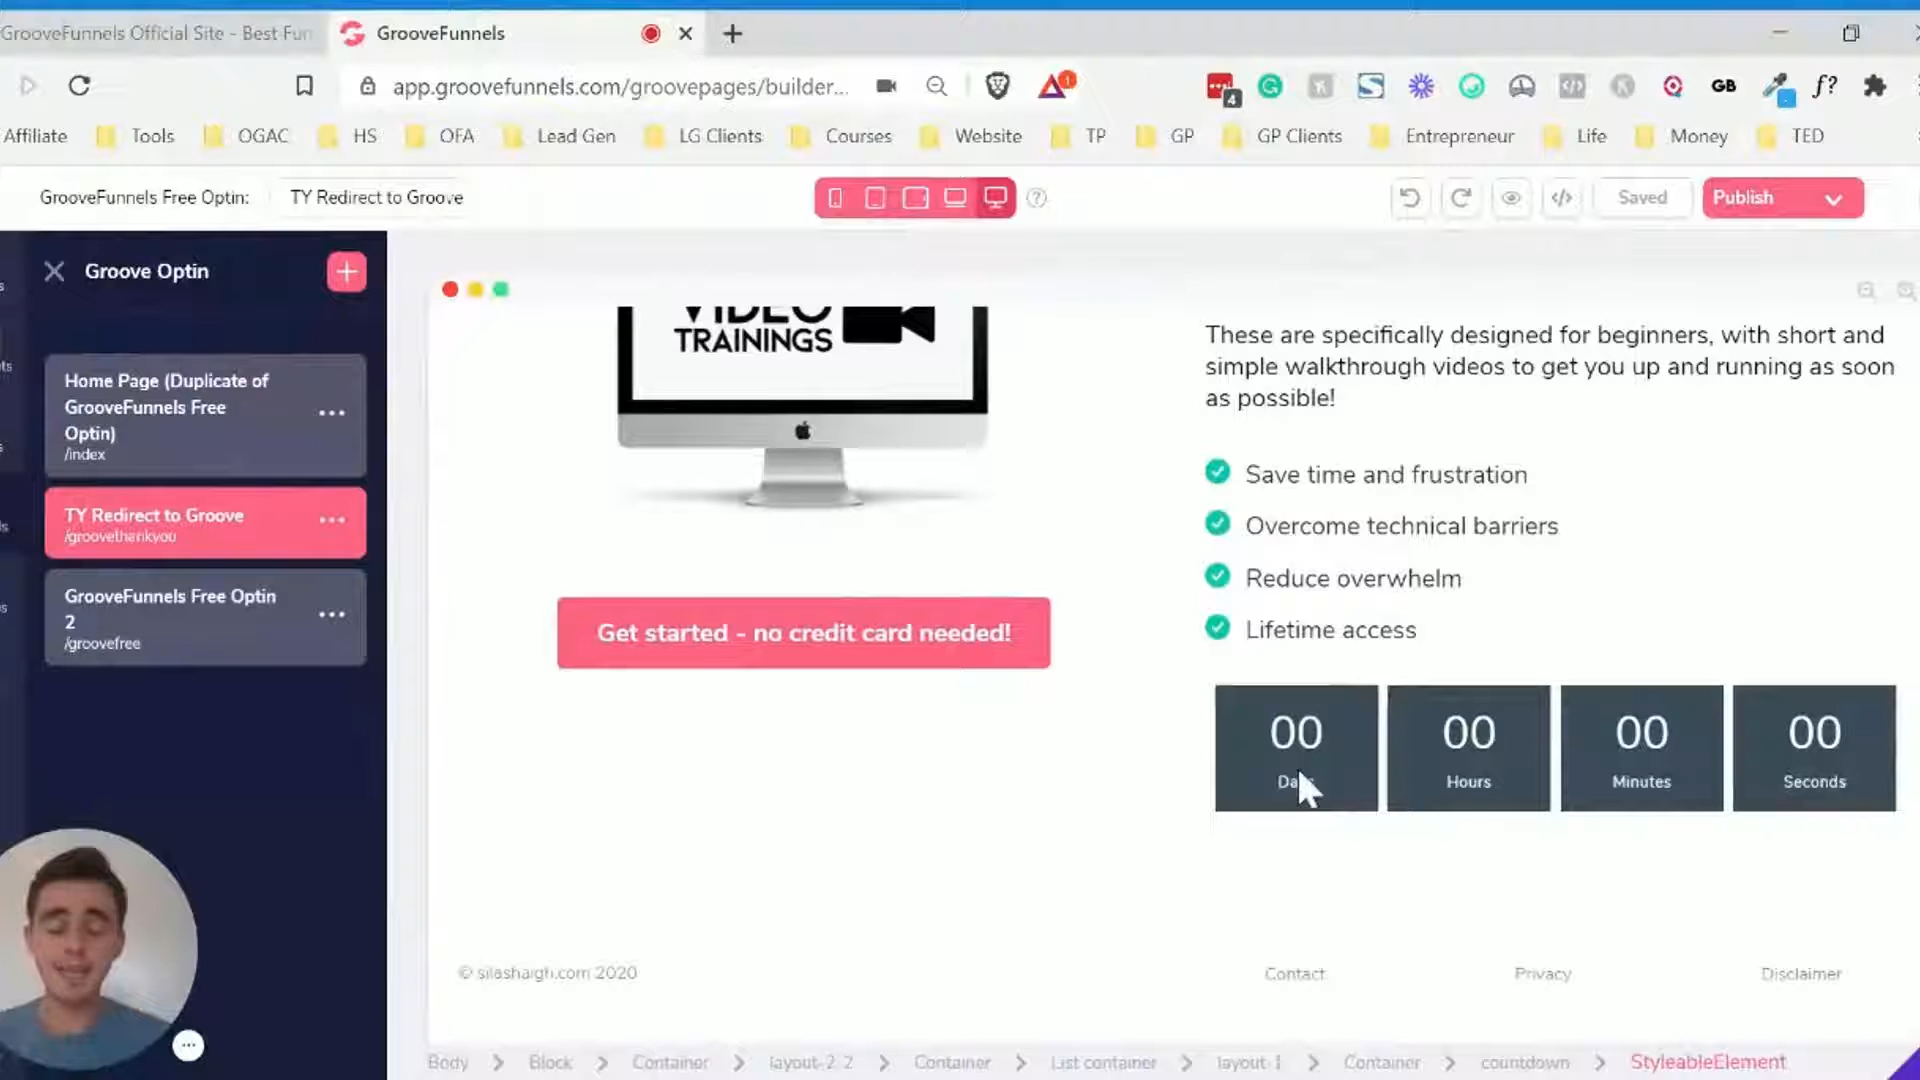 GrooveFunnels Official Site - Best Fun
GrooveFunnels
app.groovefunnels.com/groovepages/builder...
1
4
GB
f?
Affiliate
Tools
OGAC
HS
OFA
Lead Gen
LG Clients
Courses
Website
TP
GP
GP Clients
Entrepreneur
Life
Money
TED
GrooveFunnels Free Optin:
TY Redirect to Groove
Saved
Publish
Groove Optin
Home Page (Duplicate of
GrooveFunnels Free
Optin)
/index
TY Redirect to Groove
/groovethankyou
GrooveFunnels Free Optin
2
/groovefree
VIDEO
TRAININGS
Get started - no credit card needed!
These are specifically designed for beginners, with short and
simple walkthrough videos to get you up and running as soon
as possible!
Save time and frustration
Overcome technical barriers
Reduce overwhelm
Lifetime access
00
Days
00
Hours
00
Minutes
00
Seconds
© silashaigh.com 2020
Contact
Privacy
Disclaimer
Body
Block
Container
layout-2 2
Container
List container
layout-1
Container
countdown
StyleableElement